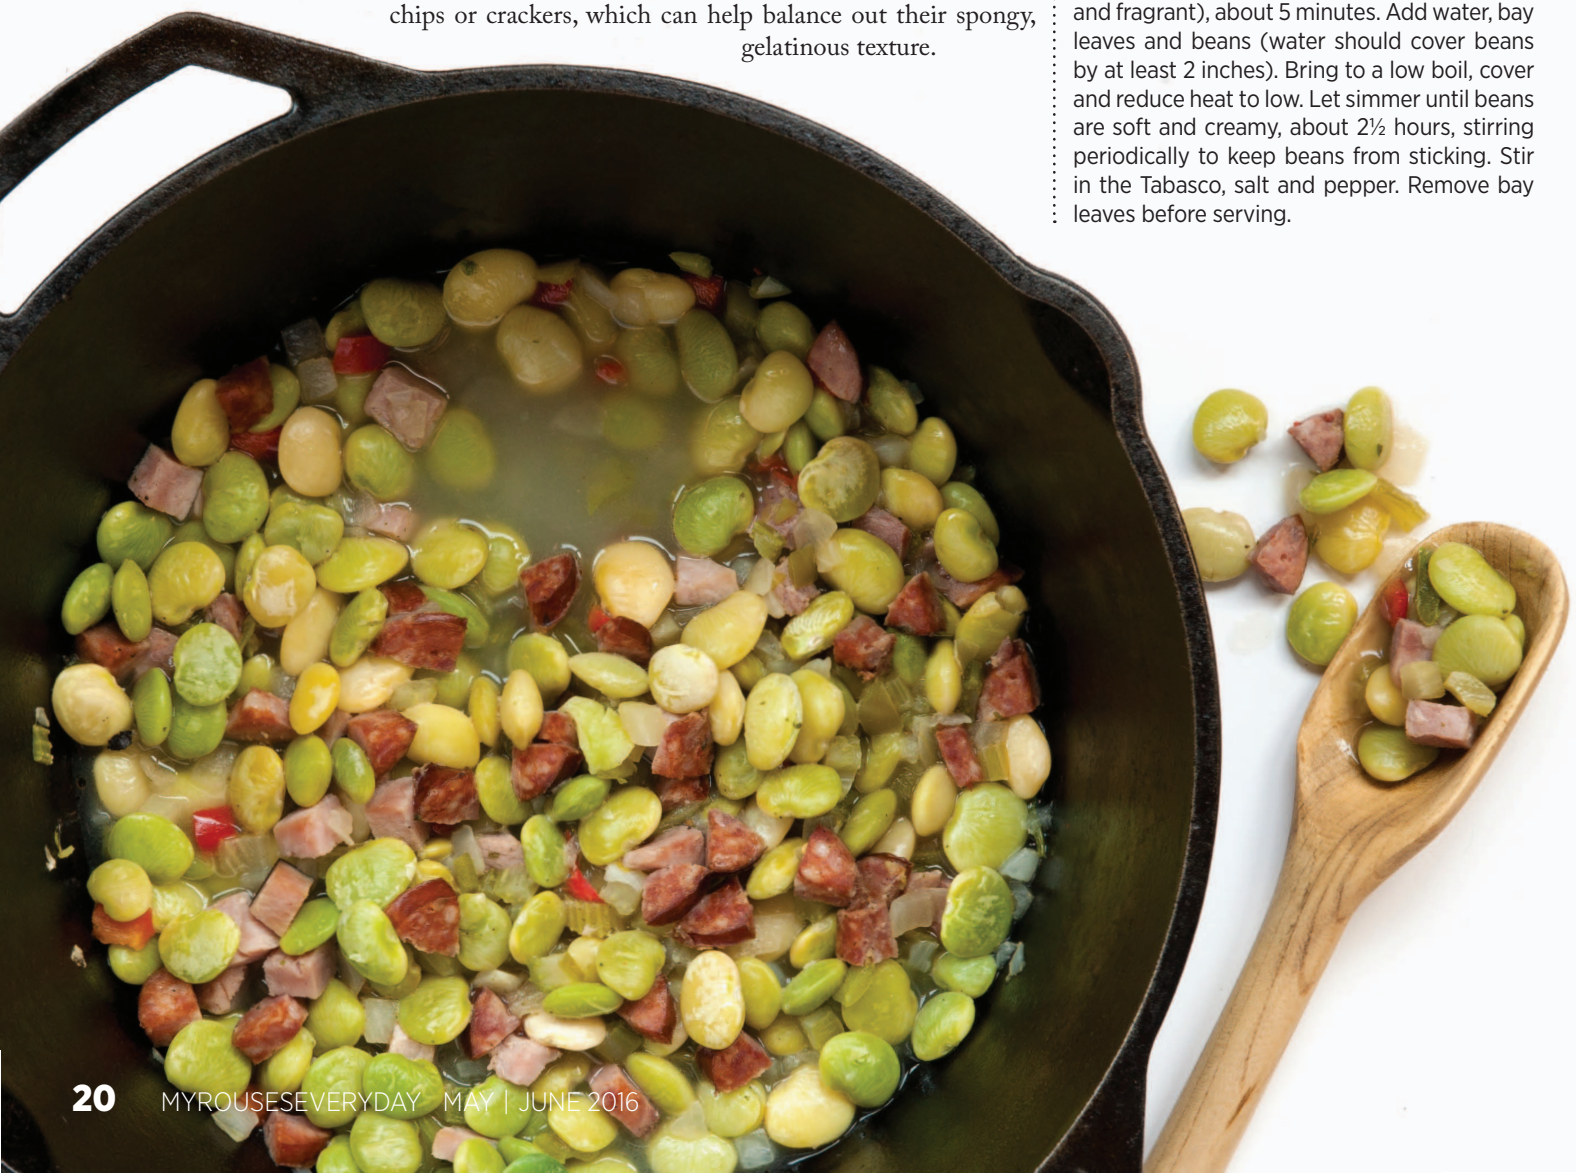 chips or crackers, which can help balance out their spongy,
gelatinous texture.
and fragrant), about 5 minutes. Add water, bay
leaves and beans (water should cover beans
by at least 2 inches). Bring to a low boil, cover
and reduce heat to low. Let simmer until beans
are soft and creamy, about 2½ hours, stirring
periodically to keep beans from sticking. Stir
in the Tabasco, salt and pepper. Remove bay
leaves before serving.
20 MYROUSESEVERYDAY MAY | JUNE 2016